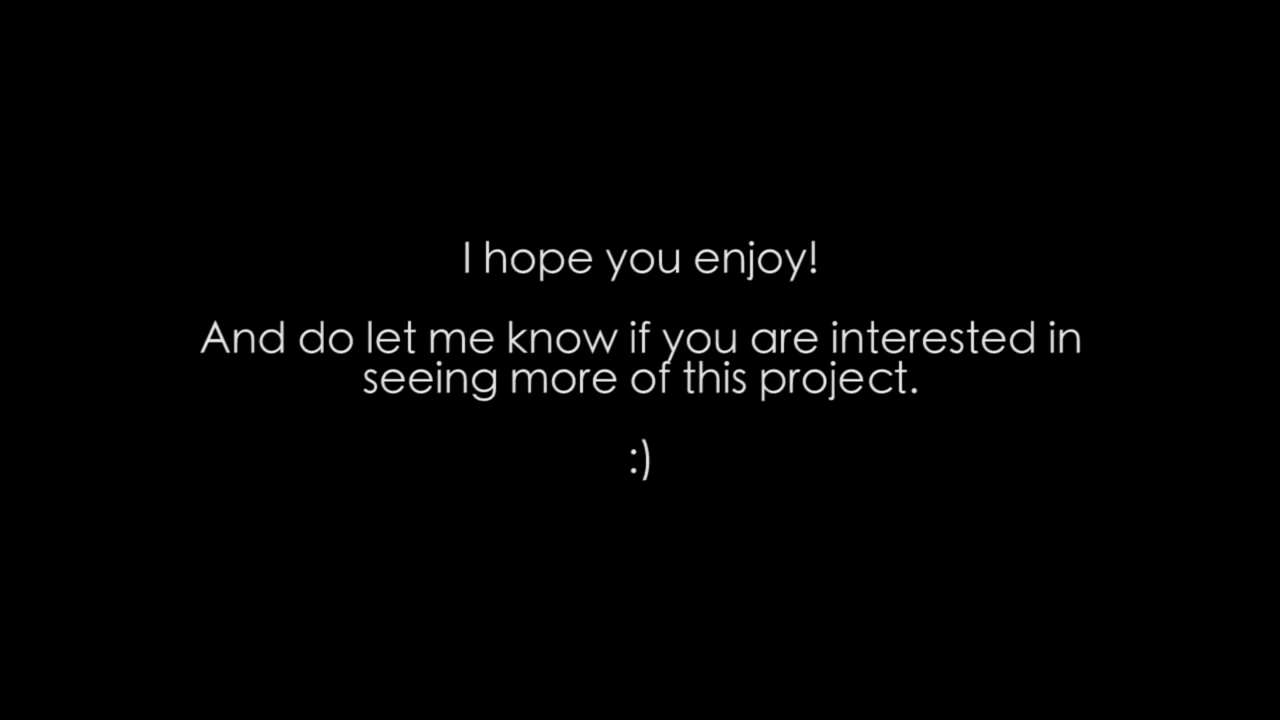 I hope you enjoy!
And do let me know if you are interested in
seeing more of this project.
:)